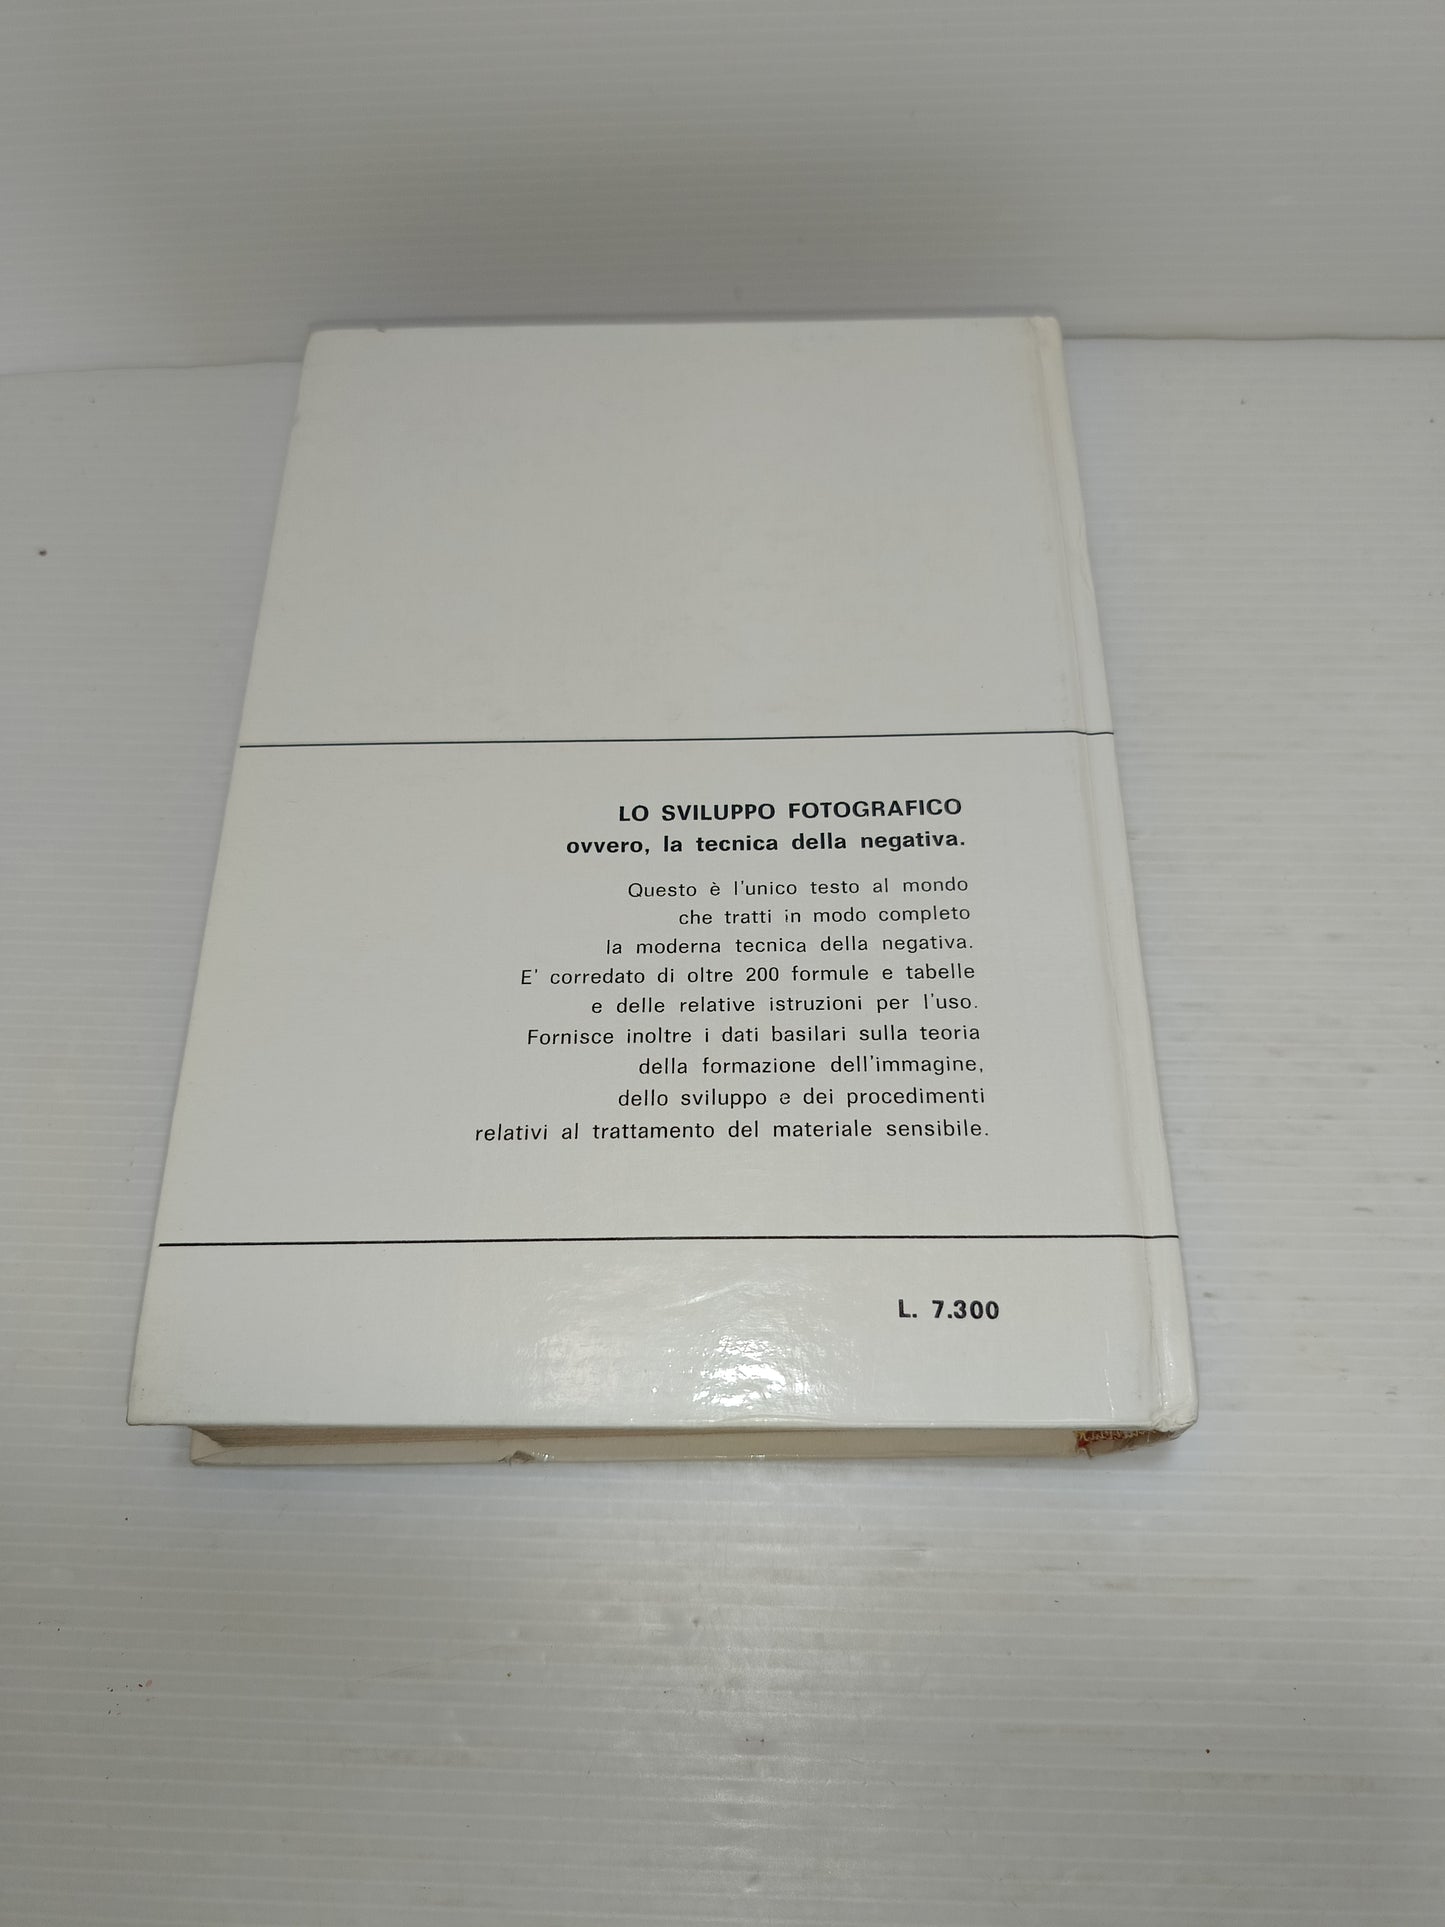 LO SVILUPPO FOTOGRAFICO
ovvero, la tecnica della negativa.
Questo è l'unico testo al mondo
che tratti in modo completo
la moderna tecnica della negativa.
E' corredato di oltre 200 formule e tabelle
e delle relative istruzioni per l'uso.
Fornisce inoltre i dati basilari sulla teoria
della formazione dell'immagine,
dello sviluppo e dei procedimenti
relativi al trattamento del materiale sensibile.
L. 7.300